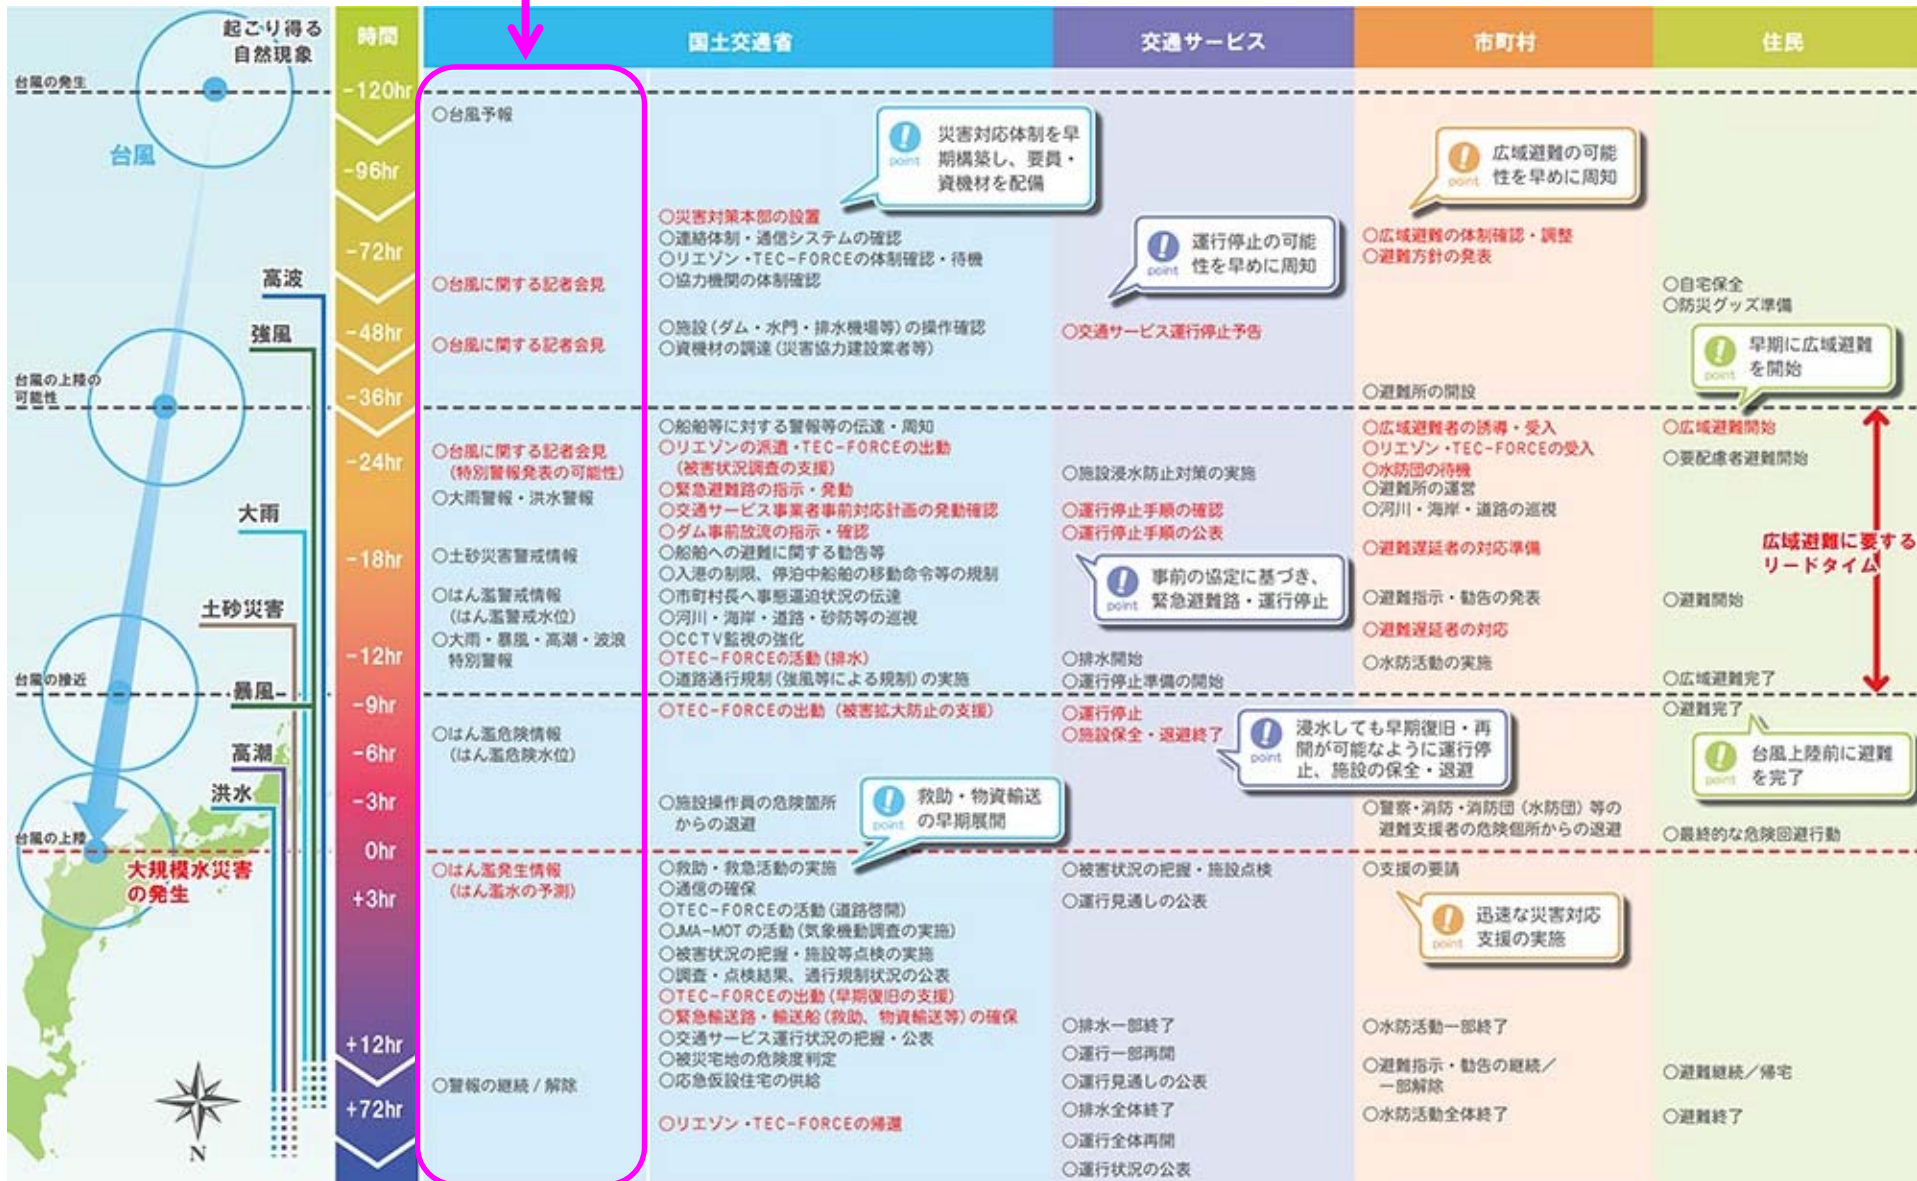 起こり得る
自然現象
台風の発生
台風
高波
強風
台風の上陸の
可能性
大雨
土砂災害
台風の接近
暴風
高潮
洪水
台風の上陸
大規模水災害
の発生
N
時間
-120hr
-96hr
-72hr
-48hr
-36hr
-24hr
-18hr
-12hr
-9hr
-6hr
-3hr
0hr
+3hr
+12hr
+72hr
国土交通省
○台風予報
○台風に関する記者会見
○台風に関する記者会見
○台風に関する記者会見
(特別警報発表の可能性)
○大雨警報・洪水警報
○土砂災害警戒情報
○はん濫警戒情報
(はん濫警戒水位)
○大雨・暴風・高潮・波浪
特別警報
○はん濫危険情報
(はん濫危険水位)
○はん濫発生情報
(はん濫水の予測)
○警報の継続/解除
! point
災害対応体制を早
期構築し、要員・
資機材を配備
○災害対策本部の設置
○連絡体制・通信システムの確認
○リエゾン・TEC-FORCEの体制確認・待機
○協力機関の体制確認
○施設(ダム・水門・排水機場等)の操作確認
○資機材の調達(災害協力建設業者等)
○船舶等に対する警報等の伝達・周知
○リエゾンの派遣・TEC-FORCEの出動
(被害状況調査の支援)
○緊急避難路の指示・発動
○交通サービス事業者事前対応計画の発動確認
○ダム事前放流の指示・確認
○船舶への避難に関する勧告等
○入港の制限、停泊中船舶の移動命令等の規制
○市町村長へ事態逼迫状況の伝達
○河川・海岸・道路・砂防等の巡視
○CCTV監視の強化
○TEC-FORCEの活動(排水)
○道路通行規制(強風等による規制)の実施
○TEC-FORCEの出動(被害拡大防止の支援)
○施設操作員の危険箇所
からの退避
! point
救助・物資輸送
の早期展開
○救助・救急活動の実施
○通信の確保
○TEC-FORCEの活動(道路啓開)
○JMA-MOTの活動(気象機動調査の実施)
○被害状況の把握・施設等点検の実施
○調査・点検結果、通行規制状況の公表
○TEC-FORCEの出動(早期復旧の支援)
○緊急輸送路・輸送船(救助、物資輸送等)の確保
○交通サービス運行状況の把握・公表
○被災宅地の危険度判定
○応急仮設住宅の供給
○リエゾン・TEC-FORCEの帰還
交通サービス
! point
運行停止の可能
性を早めに周知
○交通サービス運行停止予告
○施設浸水防止対策の実施
○運行停止手順の確認
○運行停止手順の公表
! point
事前の協定に基づき、
緊急避難路・運行停止
○排水開始
○運行停止準備の開始
○運行停止
○施設保全・退避終了
! point
浸水しても早期復旧・再
開が可能なように運行停
止、施設の保全・退避
○被害状況の把握・施設点検
○運行見通しの公表
○排水一部終了
○運行一部再開
○運行見通しの公表
○排水全体終了
○運行全体再開
○運行状況の公表
市町村
! point
広域避難の可能
性を早めに周知
○広域避難の体制確認・調整
○避難方針の発表
○避難所の開設
○広域避難者の誘導・受入
○リエゾン・TEC-FORCEの受入
○水防団の待機
○避難所の運営
○河川・海岸・道路の巡視
○避難遅延者の対応準備
○避難指示・勧告の発表
○避難遅延者の対応
○水防活動の実施
○警察・消防・消防団(水防団)等の
避難支援者の危険個所からの退避
○支援の要請
! point
迅速な災害対応
支援の実施
○水防活動一部終了
○避難指示・勧告の継続/
一部解除
○水防活動全体終了
住民
○自宅保全
○防災グッズ準備
! point
早期に広域避難
を開始
○広域避難開始
○要配慮者避難開始
広域避難に要する
リードタイム
○避難開始
○広域避難完了
○避難完了
! point
台風上陸前に避難
を完了
○最終的な危険回避行動
○避難継続/帰宅
○避難終了